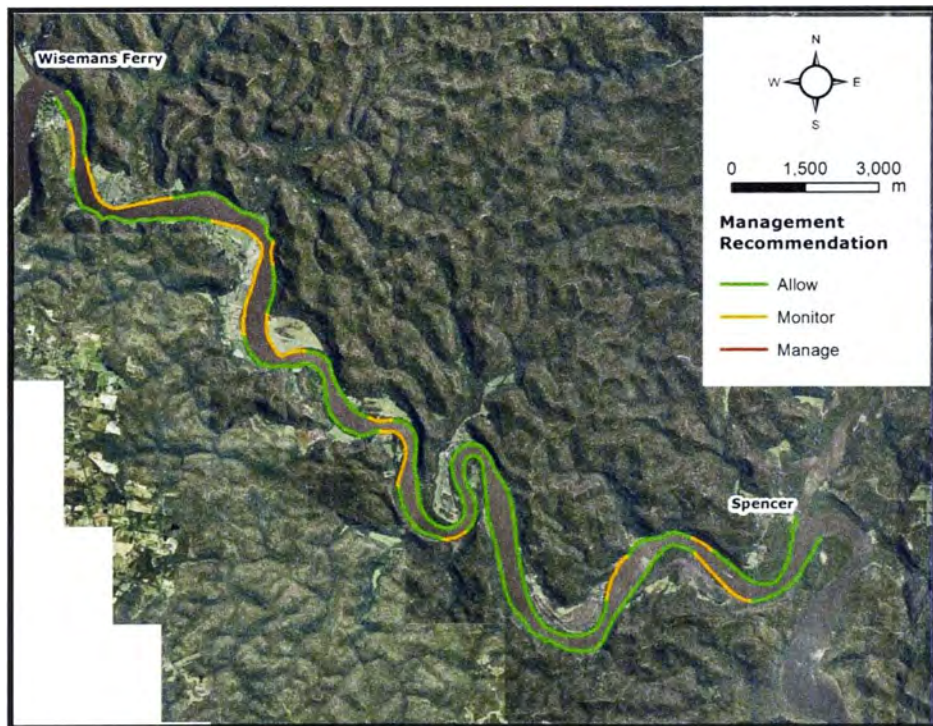 Wisemans Ferry
N
W E
S
0 1,500 3,000
m
Management
Recommendation
Allow
Monitor
Manage
Spencer